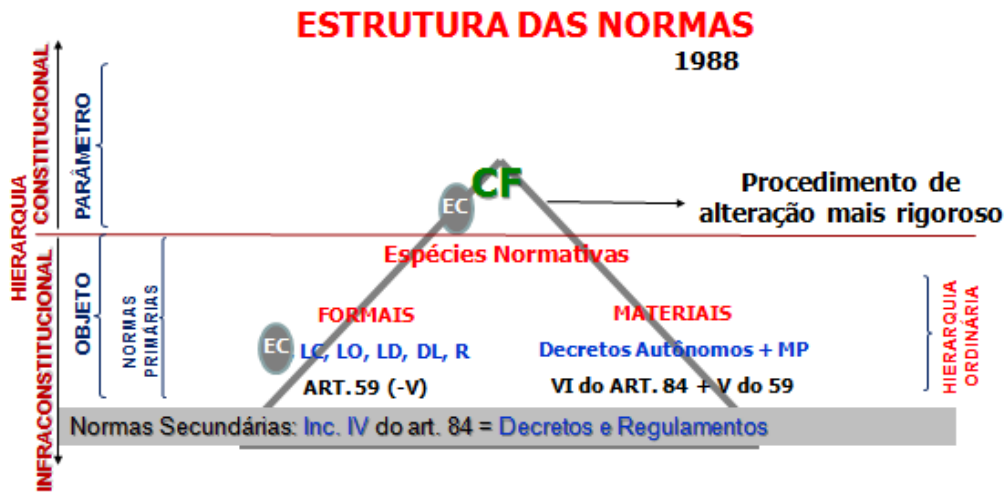 ESTRUTURA DAS NORMAS
1988
HIERARQUIA
CONSTITUCIONAL
PARÂMETRO
CF
EC
Procedimento de
alteração mais rigoroso
INFRACONSTITUCIONAL
OBJETO
NORMAS
PRIMÁRIAS
Espécies Normativas
FORMAIS
MATERIAIS
EC
LC, LO, LD, DL, R
Decretos Autônomos + MP
ART. 59 (-V)
VI do ART. 84 + V do 59
HIERARQUIA
ORDINÁRIA
Normas Secundárias: Inc. IV do art. 84 = Decretos e Regulamentos